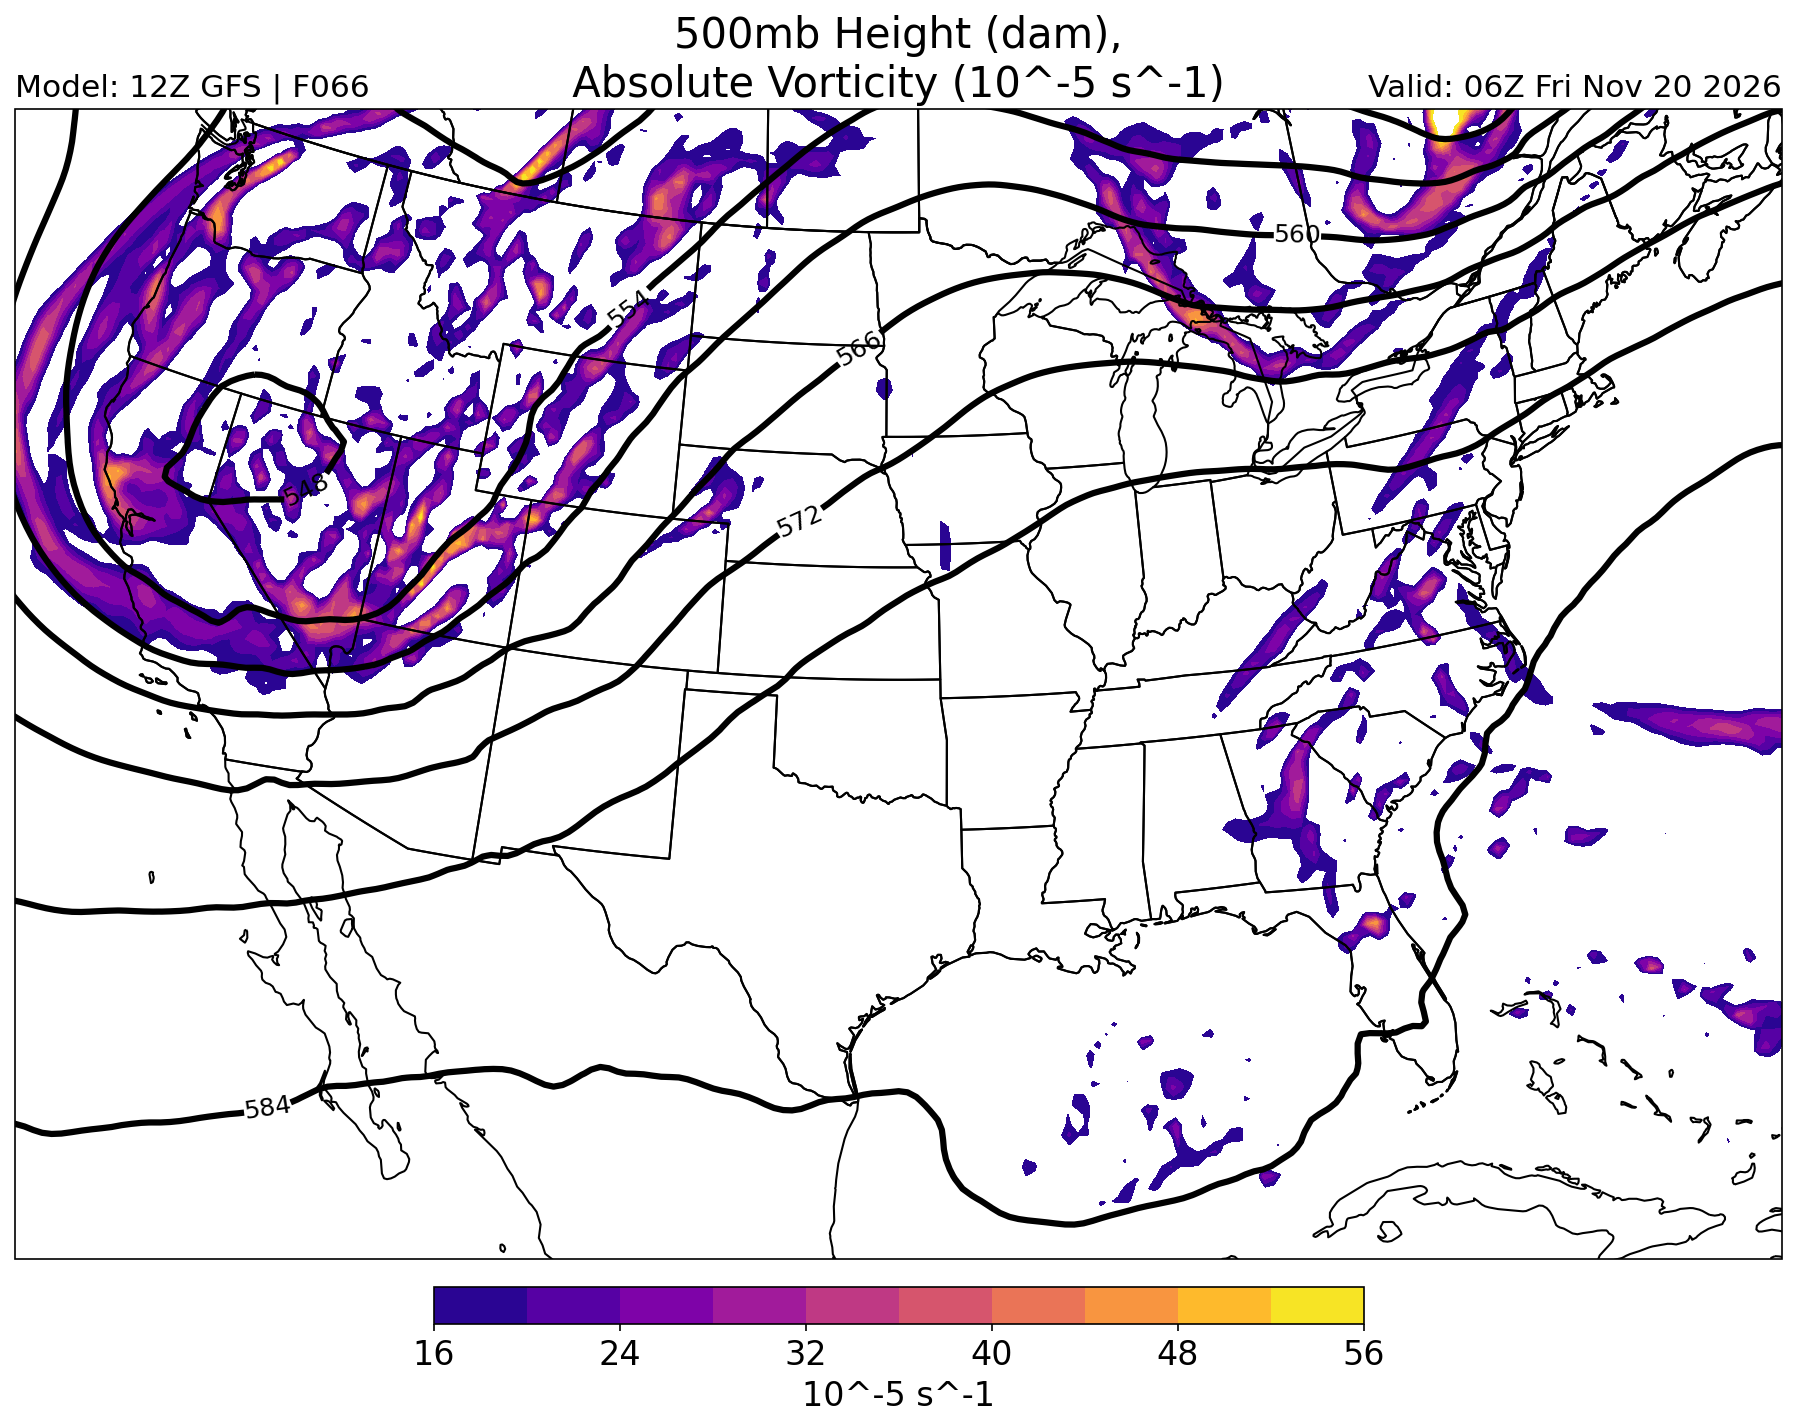 500mb Height (dam),
Absolute Vorticity (10^-5 s^-1)
Model: 12Z GFS | F066
Valid: 06Z Fri Nov 20 2026
560
554
566
548
572
584
16 24 32 40 48 56
10^-5 s^-1